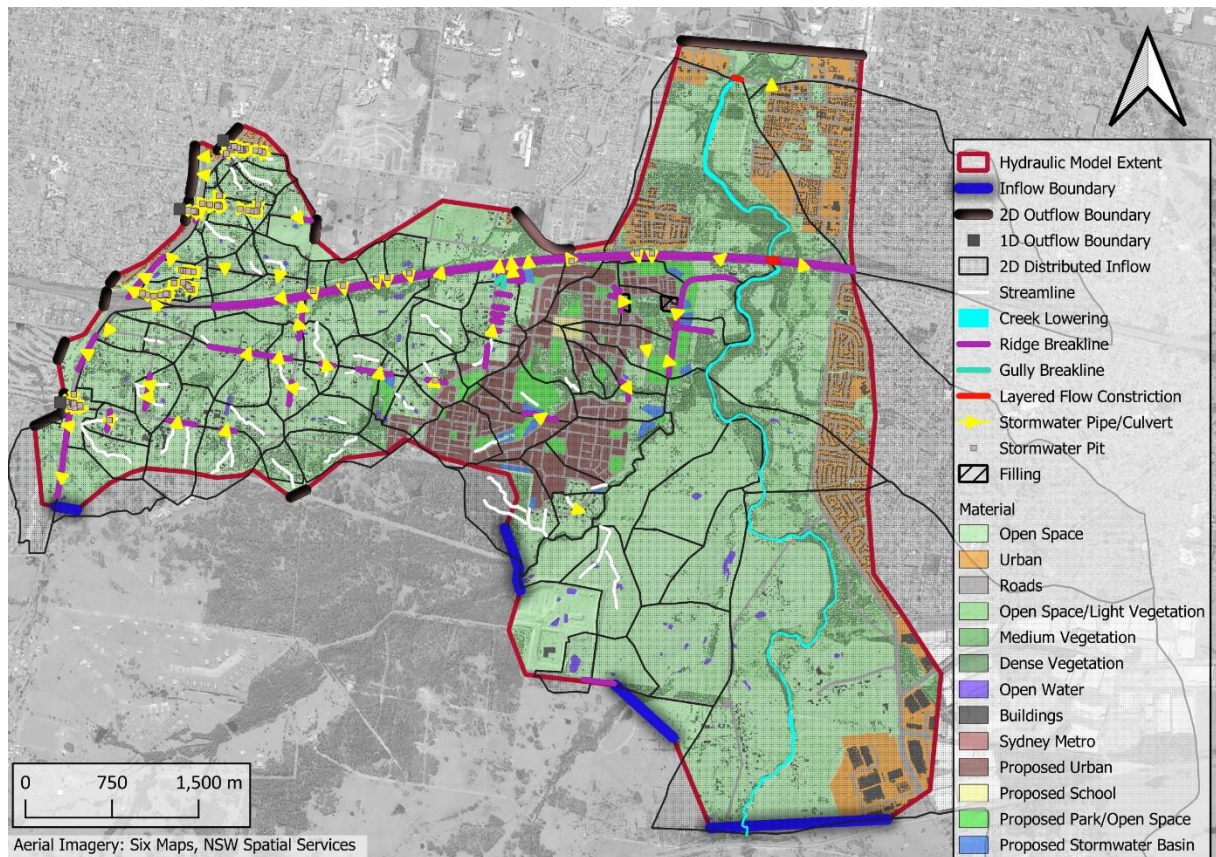 Hydraulic Model Extent
Inflow Boundary
2D Outflow Boundary
1D Outflow Boundary
2D Distributed Inflow
Streamline
Creek Lowering
Ridge Breakline
Gully Breakline
Layered Flow Constriction
Stormwater Pipe/Culvert
Stormwater Pit
Filling
Material
Open Space
Urban
Roads
Open Space/Light Vegetation
Medium Vegetation
Dense Vegetation
Open Water
Buildings
Sydney Metro
Proposed Urban
Proposed School
Proposed Park/Open Space
Proposed Stormwater Basin
0 750 1,500 m
Aerial Imagery: Six Maps, NSW Spatial Services